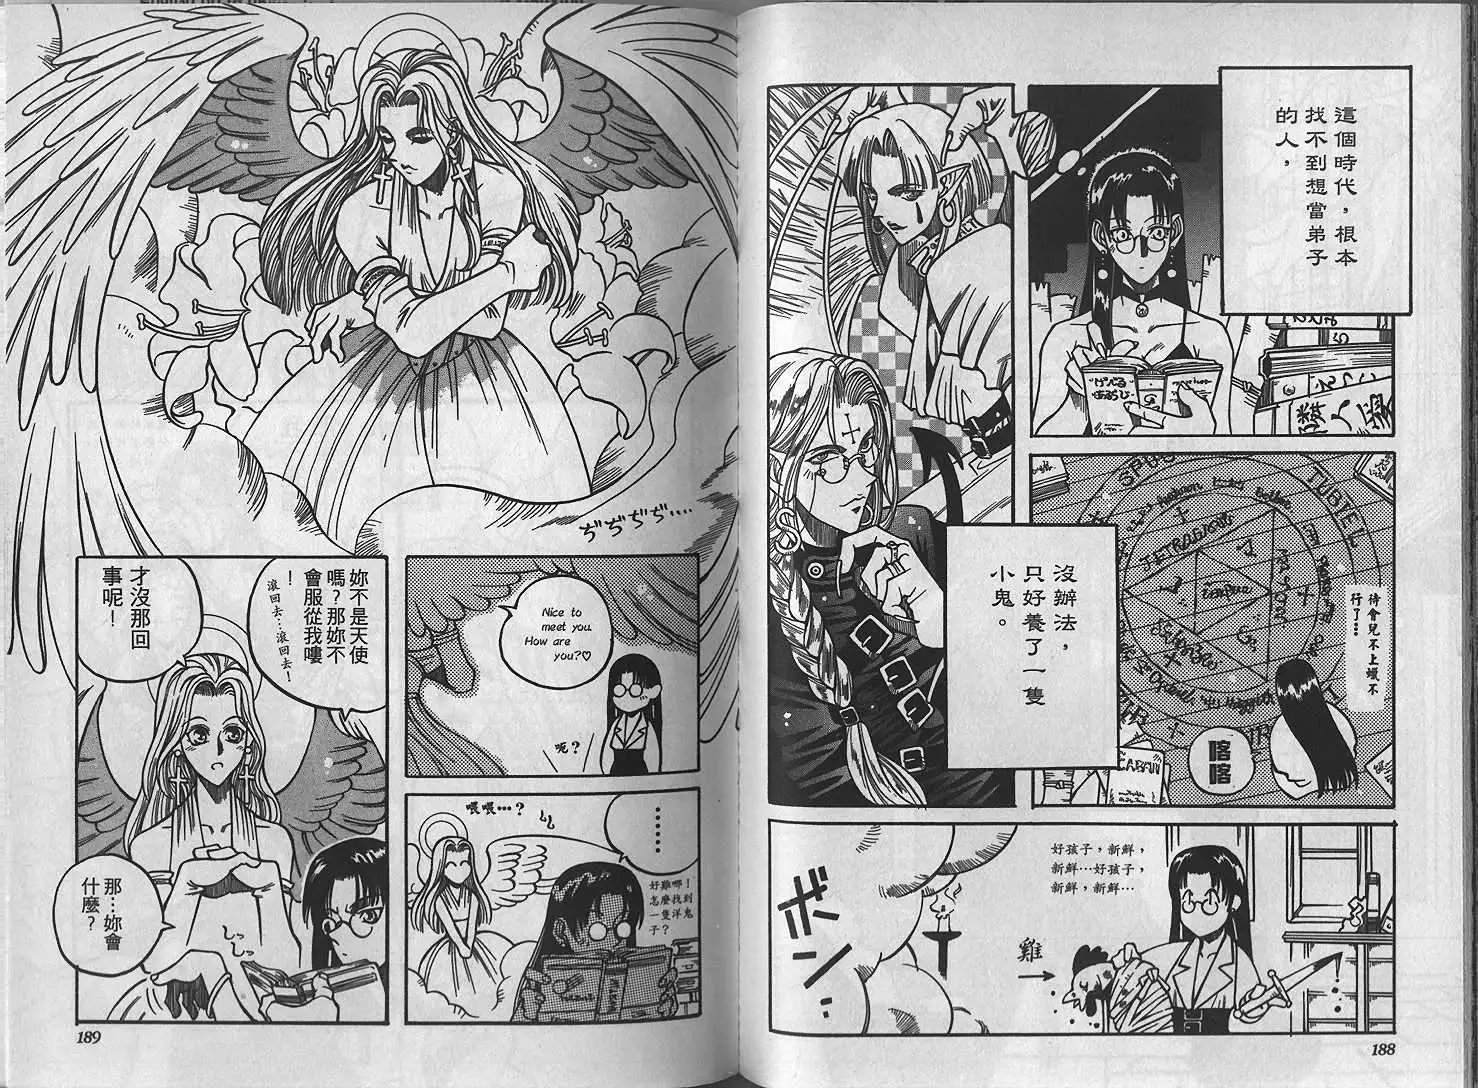 這個時代，根本
找不到想當弟子
的人，
沒辦法，
只好養了一隻
小鬼。
待會兒不上蠟不
行了…
喀喀
TETRAGRAM
CABAN
好孩子，新鮮，
新鮮…好孩子，
新鮮，新鮮…
雞
→
ボン
188
ぢぢぢぢ‥‥
Nice to
meet you.
How are
you?♡
呃？
……
喂喂…？
好難哪！
怎麼找到
一隻洋鬼
子？
妳不是天使
嗎？那妳不
會服從我嘍
！
滾回去…滾回去！
才沒那回
事呢！
那…妳會
什麼？
189